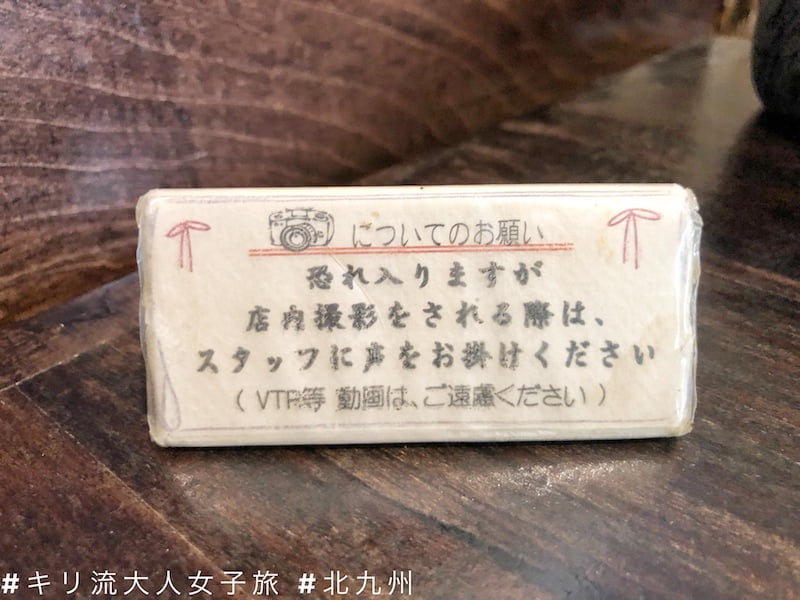 についてのお願い
恐れ入りますが
店内撮影をされる際は、
スタッフに声をお掛けください
(VTR等 動画は、ご遠慮ください)
#キリ流大人女子旅 #北九州